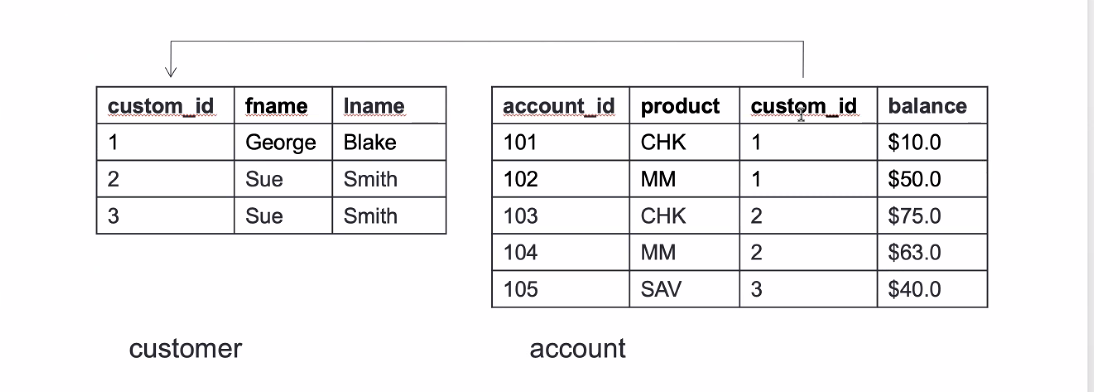 custom_id fname lname
1 George Blake
2 Sue Smith
3 Sue Smith
customer
account_id product custom_id balance
101 CHK 1 $10.0
102 MM 1 $50.0
103 CHK 2 $75.0
104 MM 2 $63.0
105 SAV 3 $40.0
account